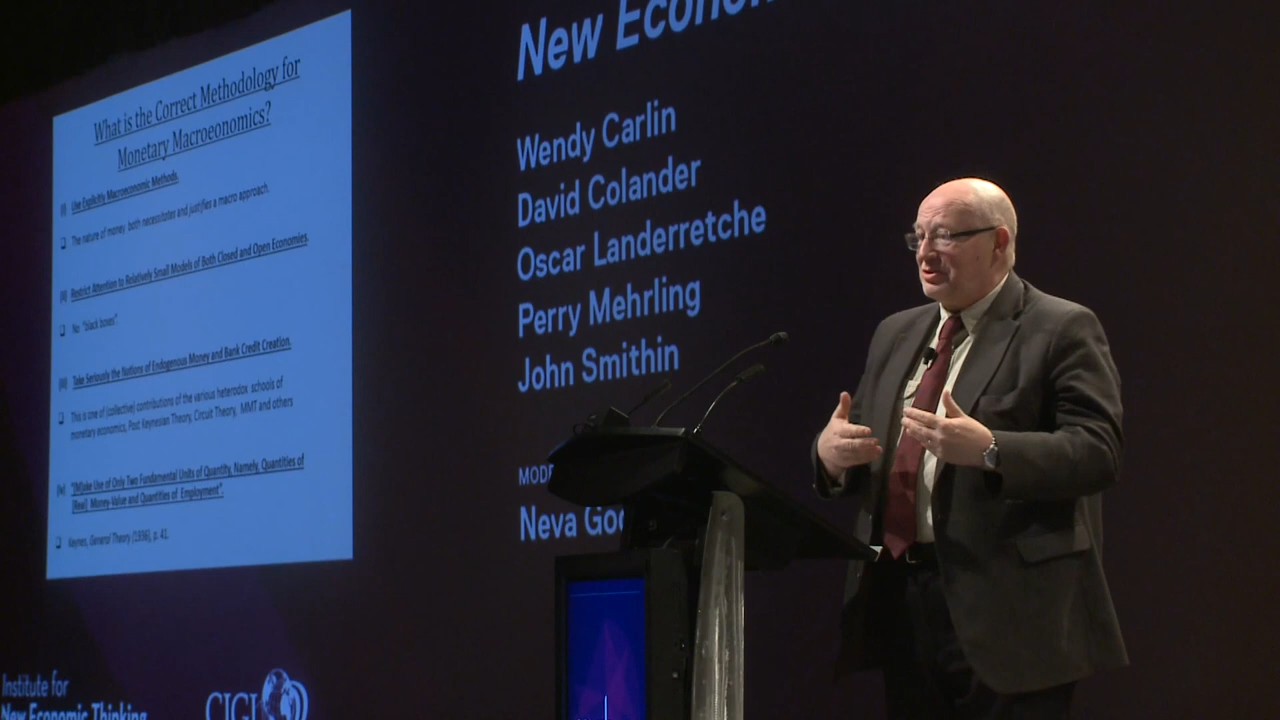 What is the Correct Methodology for
Monetary Macroeconomics?
(i) Use Explicitly Macroeconomic Methods.
The nature of money both necessitates and justifies a macro approach.
(ii) Restrict Attention to Relatively Small Models of Both Closed and Open Economies.
No "black boxes".
(iii) Take Seriously the Notions of Endogenous Money and Bank Credit Creation.
This is one of (collective) contributions of the various heterodox schools of
monetary economics, Post Keynesian Theory, Circuit Theory, MMT and others
(iv) "[M]ake Use of Only Two Fundamental Units of Quantity, Namely, Quantities of
[Real] Money-Value and Quantities of Employment".
Keynes, General Theory (1936), p. 41.
New Econo
Wendy Carlin
David Colander
Oscar Landerretche
Perry Mehrling
John Smithin
MODE
Neva Goo
Institute for
New Economic Thinking
CIGI